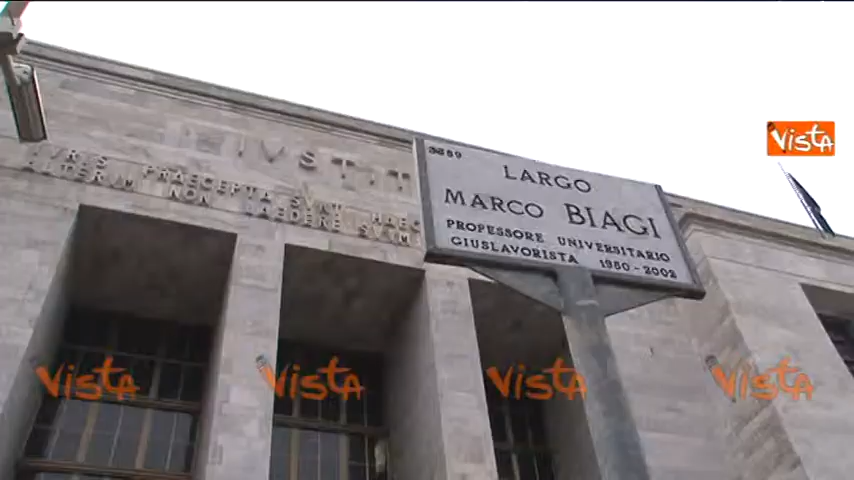 IVSTIT
IVRIS PRAECEPTA SVNT HAEC
ALTERVM NON LAEDERE SVVM
3859
LARGO
MARCO BIAGI
PROFESSORE UNIVERSITARIO
GIUSLAVORISTA 1950 - 2002
VISTA
VISTA
VISTA
VISTA
VISTA